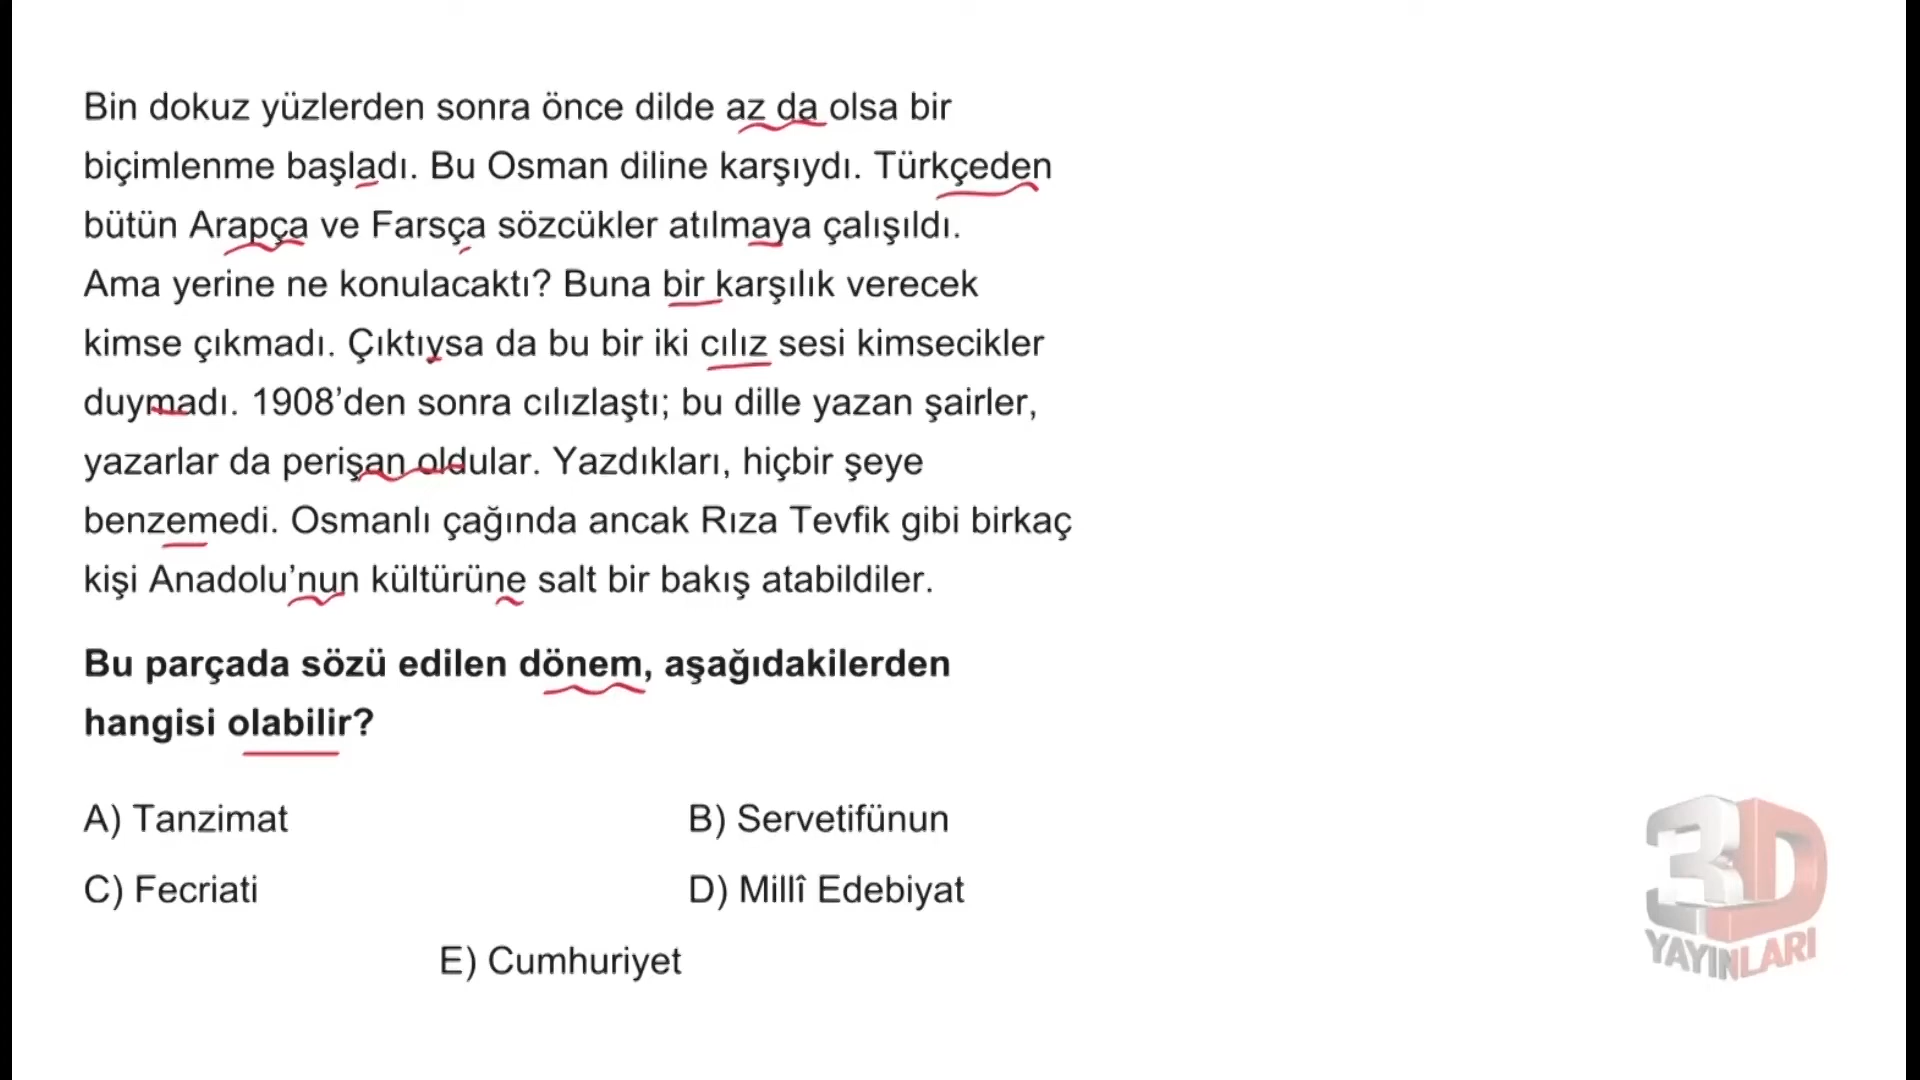 Bin dokuz yüzlerden sonra önce dilde az da olsa bir
biçimlenme başladı. Bu Osman diline karşıydı. Türkçeden
bütün Arapça ve Farsça sözcükler atılmaya çalışıldı.
Ama yerine ne konulacaktı? Buna bir karşılık verecek
kimse çıkmadı. Çıktıysa da bu bir iki cılız sesi kimsecikler
duymadı. 1908’den sonra cılızlaştı; bu dille yazan şairler,
yazarlar da perişan oldular. Yazdıkları, hiçbir şeye
benzemedi. Osmanlı çağında ancak Rıza Tevfik gibi birkaç
kişi Anadolu’nun kültürüne salt bir bakış atabildiler.
Bu parçada sözü edilen dönem, aşağıdakilerden
hangisi olabilir?
A) Tanzimat
B) Servetifünun
C) Fecriati
D) Millî Edebiyat
E) Cumhuriyet
3D
YAYINLARI